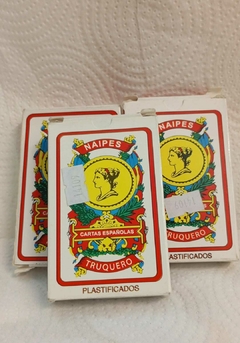 NAIPES
CARTAS ESPAÑOLAS
TRUQUERO
PLASTIFICADOS
NAIPES
TRUQUERO
PLASTIFICADOS